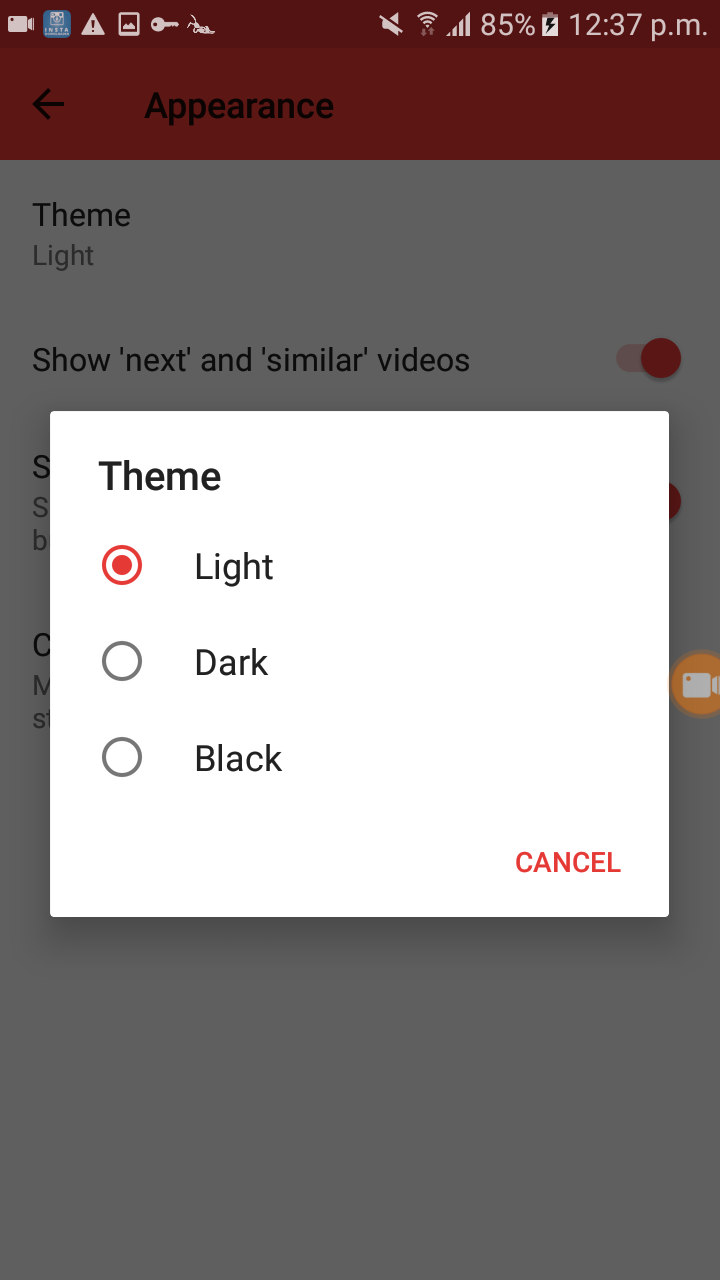 INSTA
85%
12:37 p.m.
Appearance
Theme
Light
Show 'next' and 'similar' videos
S
S
b
C
M
st
Theme
Light
Dark
Black
CANCEL